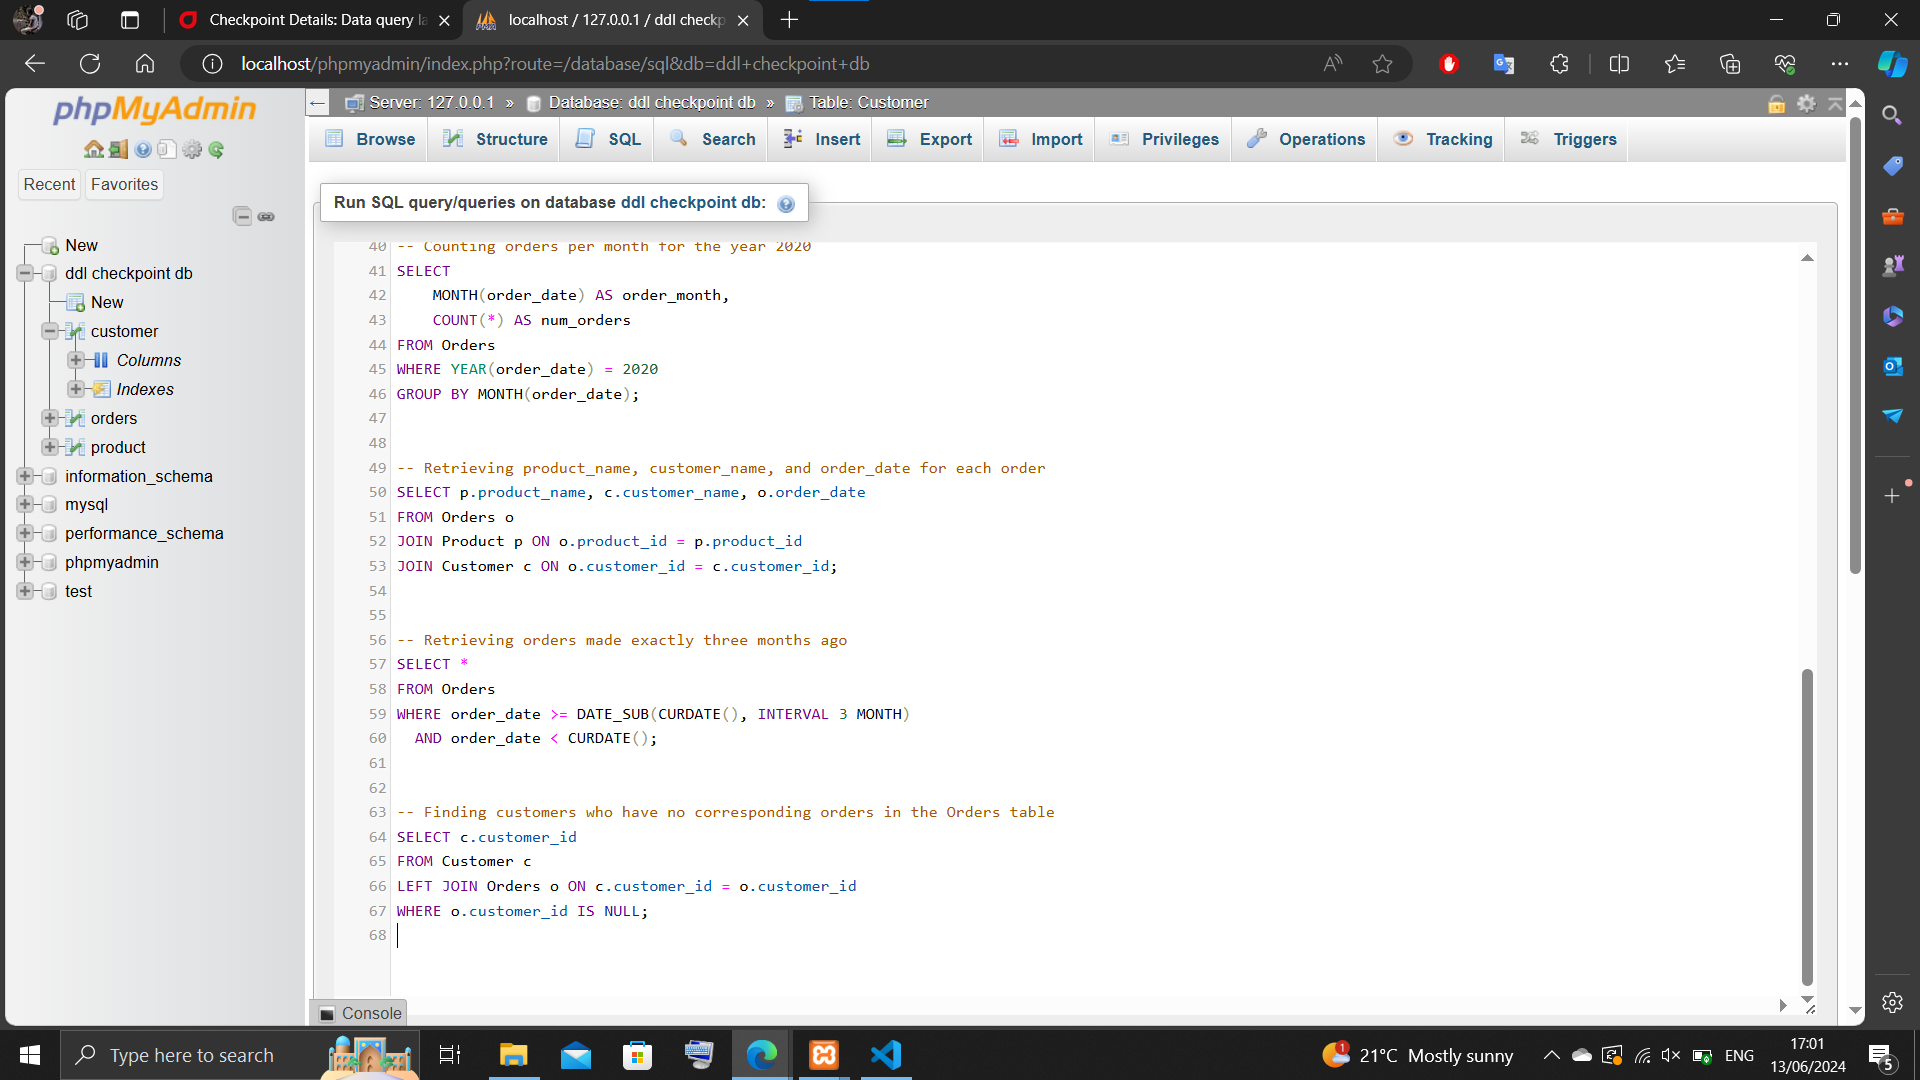 Checkpoint Details: Data query la
localhost / 127.0.0.1 / ddl checkp
localhost/phpmyadmin/index.php?route=/database/sql&db=ddl+checkpoint+db
phpMyAdmin
Recent Favorites
New
ddl checkpoint db
New
customer
Columns
Indexes
orders
product
information_schema
mysql
performance_schema
phpmyadmin
test
Server: 127.0.0.1 » Database: ddl checkpoint db » Table: Customer
Browse Structure SQL Search Insert Export Import Privileges Operations Tracking Triggers
Run SQL query/queries on database ddl checkpoint db:
40 -- Counting orders per month for the year 2020
41 SELECT
42     MONTH(order_date) AS order_month,
43     COUNT(*) AS num_orders
44 FROM Orders
45 WHERE YEAR(order_date) = 2020
46 GROUP BY MONTH(order_date);
47
48
49 -- Retrieving product_name, customer_name, and order_date for each order
50 SELECT p.product_name, c.customer_name, o.order_date
51 FROM Orders o
52 JOIN Product p ON o.product_id = p.product_id
53 JOIN Customer c ON o.customer_id = c.customer_id;
54
55
56 -- Retrieving orders made exactly three months ago
57 SELECT *
58 FROM Orders
59 WHERE order_date >= DATE_SUB(CURDATE(), INTERVAL 3 MONTH)
60   AND order_date < CURDATE();
61
62
63 -- Finding customers who have no corresponding orders in the Orders table
64 SELECT c.customer_id
65 FROM Customer c
66 LEFT JOIN Orders o ON c.customer_id = o.customer_id
67 WHERE o.customer_id IS NULL;
68
Console
Type here to search
1
21°C Mostly sunny
ENG
17:01
13/06/2024
5